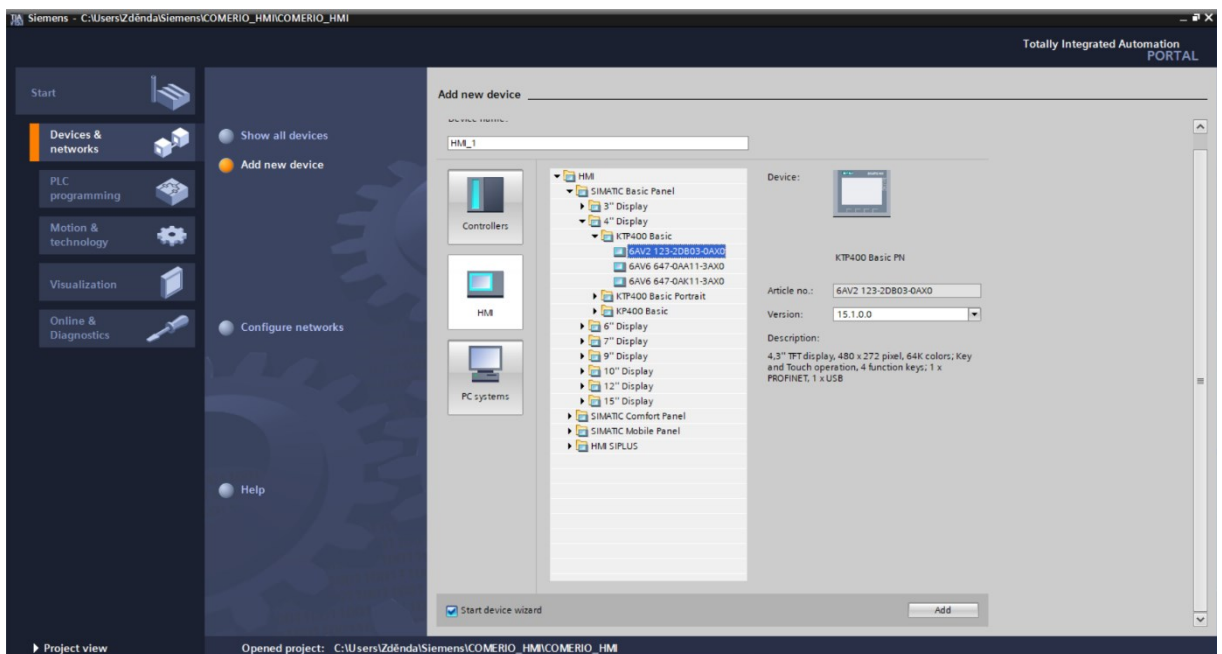 Siemens - C:\Users\Zděnda\Siemens\COMERIO_HMI\COMERIO_HMI
Totally Integrated Automation
PORTAL
Start
Devices &
networks
PLC
programming
Motion &
technology
Visualization
Online &
Diagnostics
Show all devices
Add new device
Configure networks
Help
Add new device
Device name:
HMI_1
Controllers
HMI
PC systems
HMI
SIMATIC Basic Panel
3" Display
4" Display
KTP400 Basic
6AV2 123-2DB03-0AX0
6AV6 647-0AA11-3AX0
6AV6 647-0AK11-3AX0
KTP400 Basic Portrait
KP400 Basic
6" Display
7" Display
9" Display
10" Display
12" Display
15" Display
SIMATIC Comfort Panel
SIMATIC Mobile Panel
HMI SIPLUS
Device:
KTP400 Basic PN
Article no.: 6AV2 123-2DB03-0AX0
Version: 15.1.0.0
Description:
4,3" TFT display, 480 x 272 pixel, 64K colors; Key
and Touch operation, 4 function keys; 1 x
PROFINET, 1 x USB
Start device wizard
Add
Project view
Opened project: C:\Users\Zděnda\Siemens\COMERIO_HMI\COMERIO_HMI